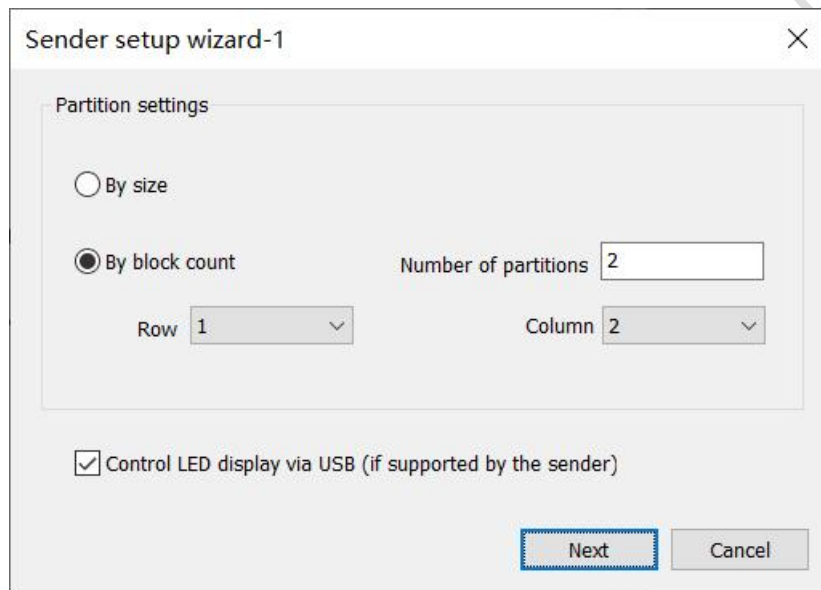 Sender setup wizard-1
Partition settings
By size
By block count
Number of partitions 2
Row 1
Column 2
Control LED display via USB (if supported by the sender)
Next
Cancel